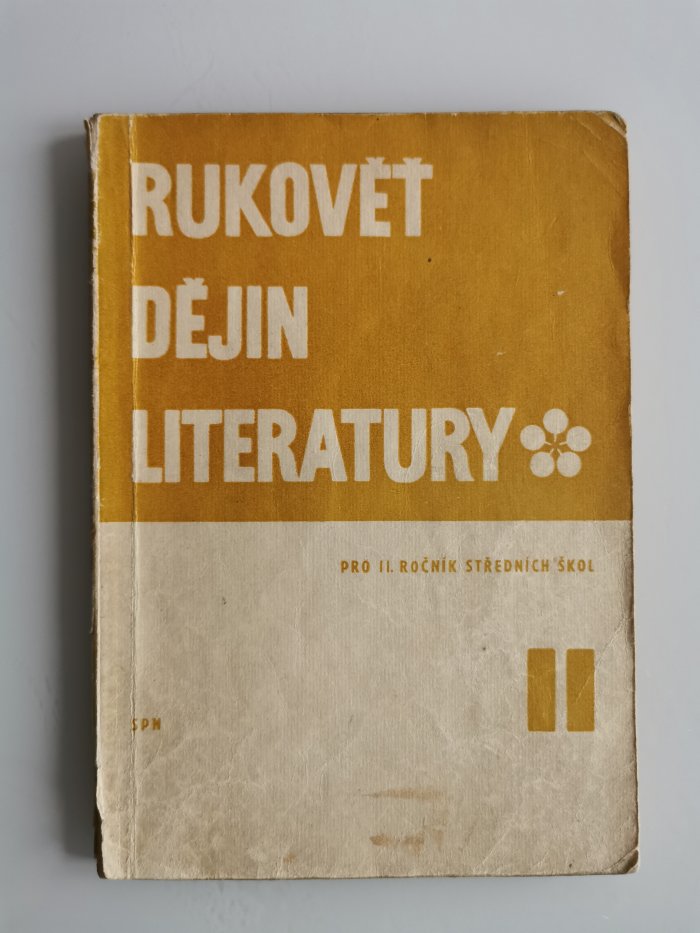 RUKOVĚŤ
DĚJIN
LITERATURY
PRO II. ROČNÍK STŘEDNÍCH ŠKOL
II
SPN